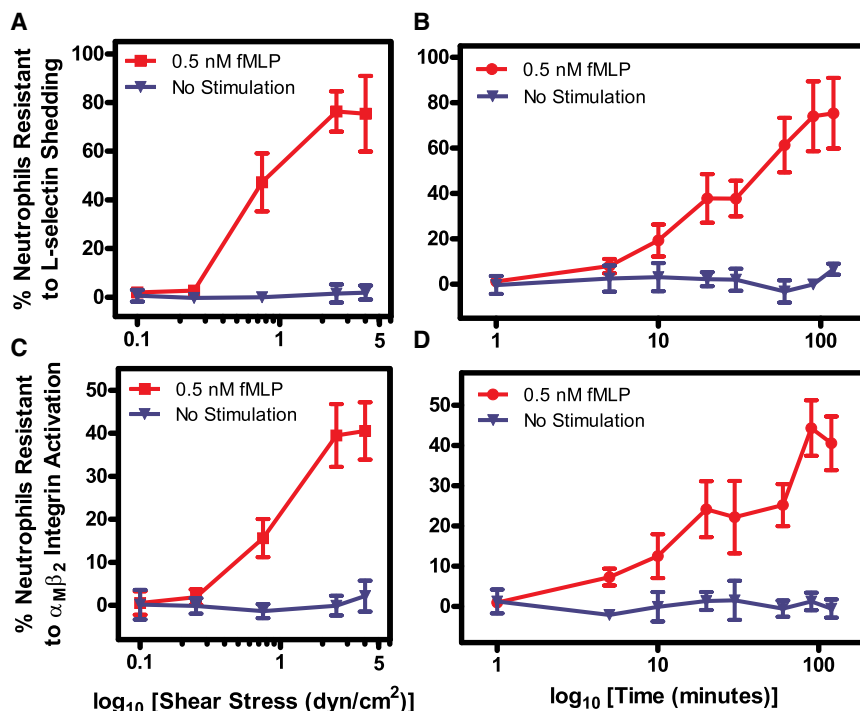 A
% Neutrophils Resistant
to L-selectin Shedding
100
80
60
40
20
0
0.5 nM fMLP
No Stimulation
0.1 1 5
B
100
80
60
40
20
0
0.5 nM fMLP
No Stimulation
1 10 100
C
% Neutrophils Resistant
to αMβ2 Integrin Activation
50
40
30
20
10
0
0.5 nM fMLP
No Stimulation
0.1 1 5
log10 [Shear Stress (dyn/cm²)]
D
50
40
30
20
10
0
0.5 nM fMLP
No Stimulation
1 10 100
log10 [Time (minutes)]